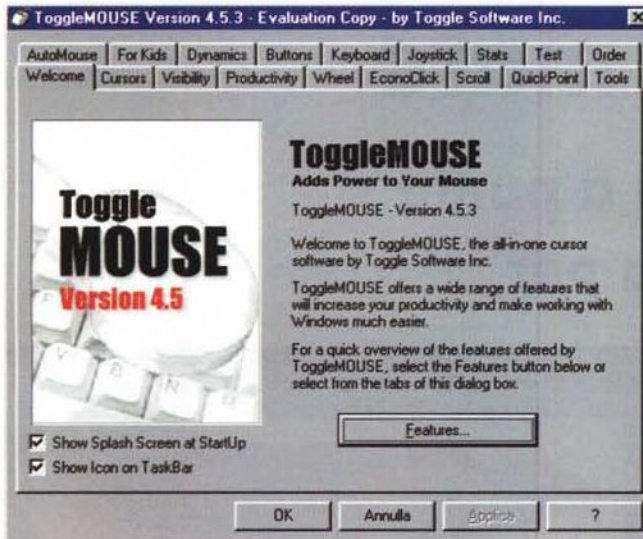 ToggleMOUSE Version 4.5.3 - Evaluation Copy - by Toggle Software Inc.
AutoMouse For Kids Dynamics Buttons Keyboard Joystick Stats Test Order
Welcome Cursors Visibility Productivity Wheel EconoClick Scroll QuickPoint Tools
Toggle
MOUSE
Version 4.5
V B N
ToggleMOUSE
Adds Power to Your Mouse
ToggleMOUSE - Version 4.5.3
Welcome to ToggleMOUSE, the all-in-one cursor
software by Toggle Software Inc.
ToggleMOUSE offers a wide range of features that
will increase your productivity and make working with
Windows much easier.
For a quick overview of the features offered by
ToggleMOUSE, select the Features button below or
select from the tabs of this dialog box.
Features...
Show Splash Screen at StartUp
Show Icon on TaskBar
OK Annulla Applica ?